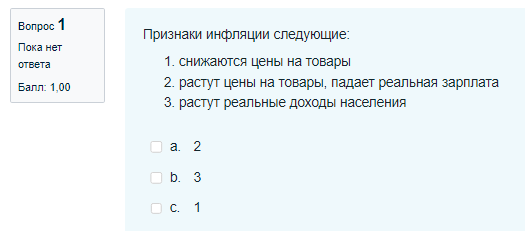 Вопрос 1
Пока нет
ответа
Балл: 1,00
Признаки инфляции следующие:
1. снижаются цены на товары
2. растут цены на товары, падает реальная зарплата
3. растут реальные доходы населения
a. 2
b. 3
c. 1